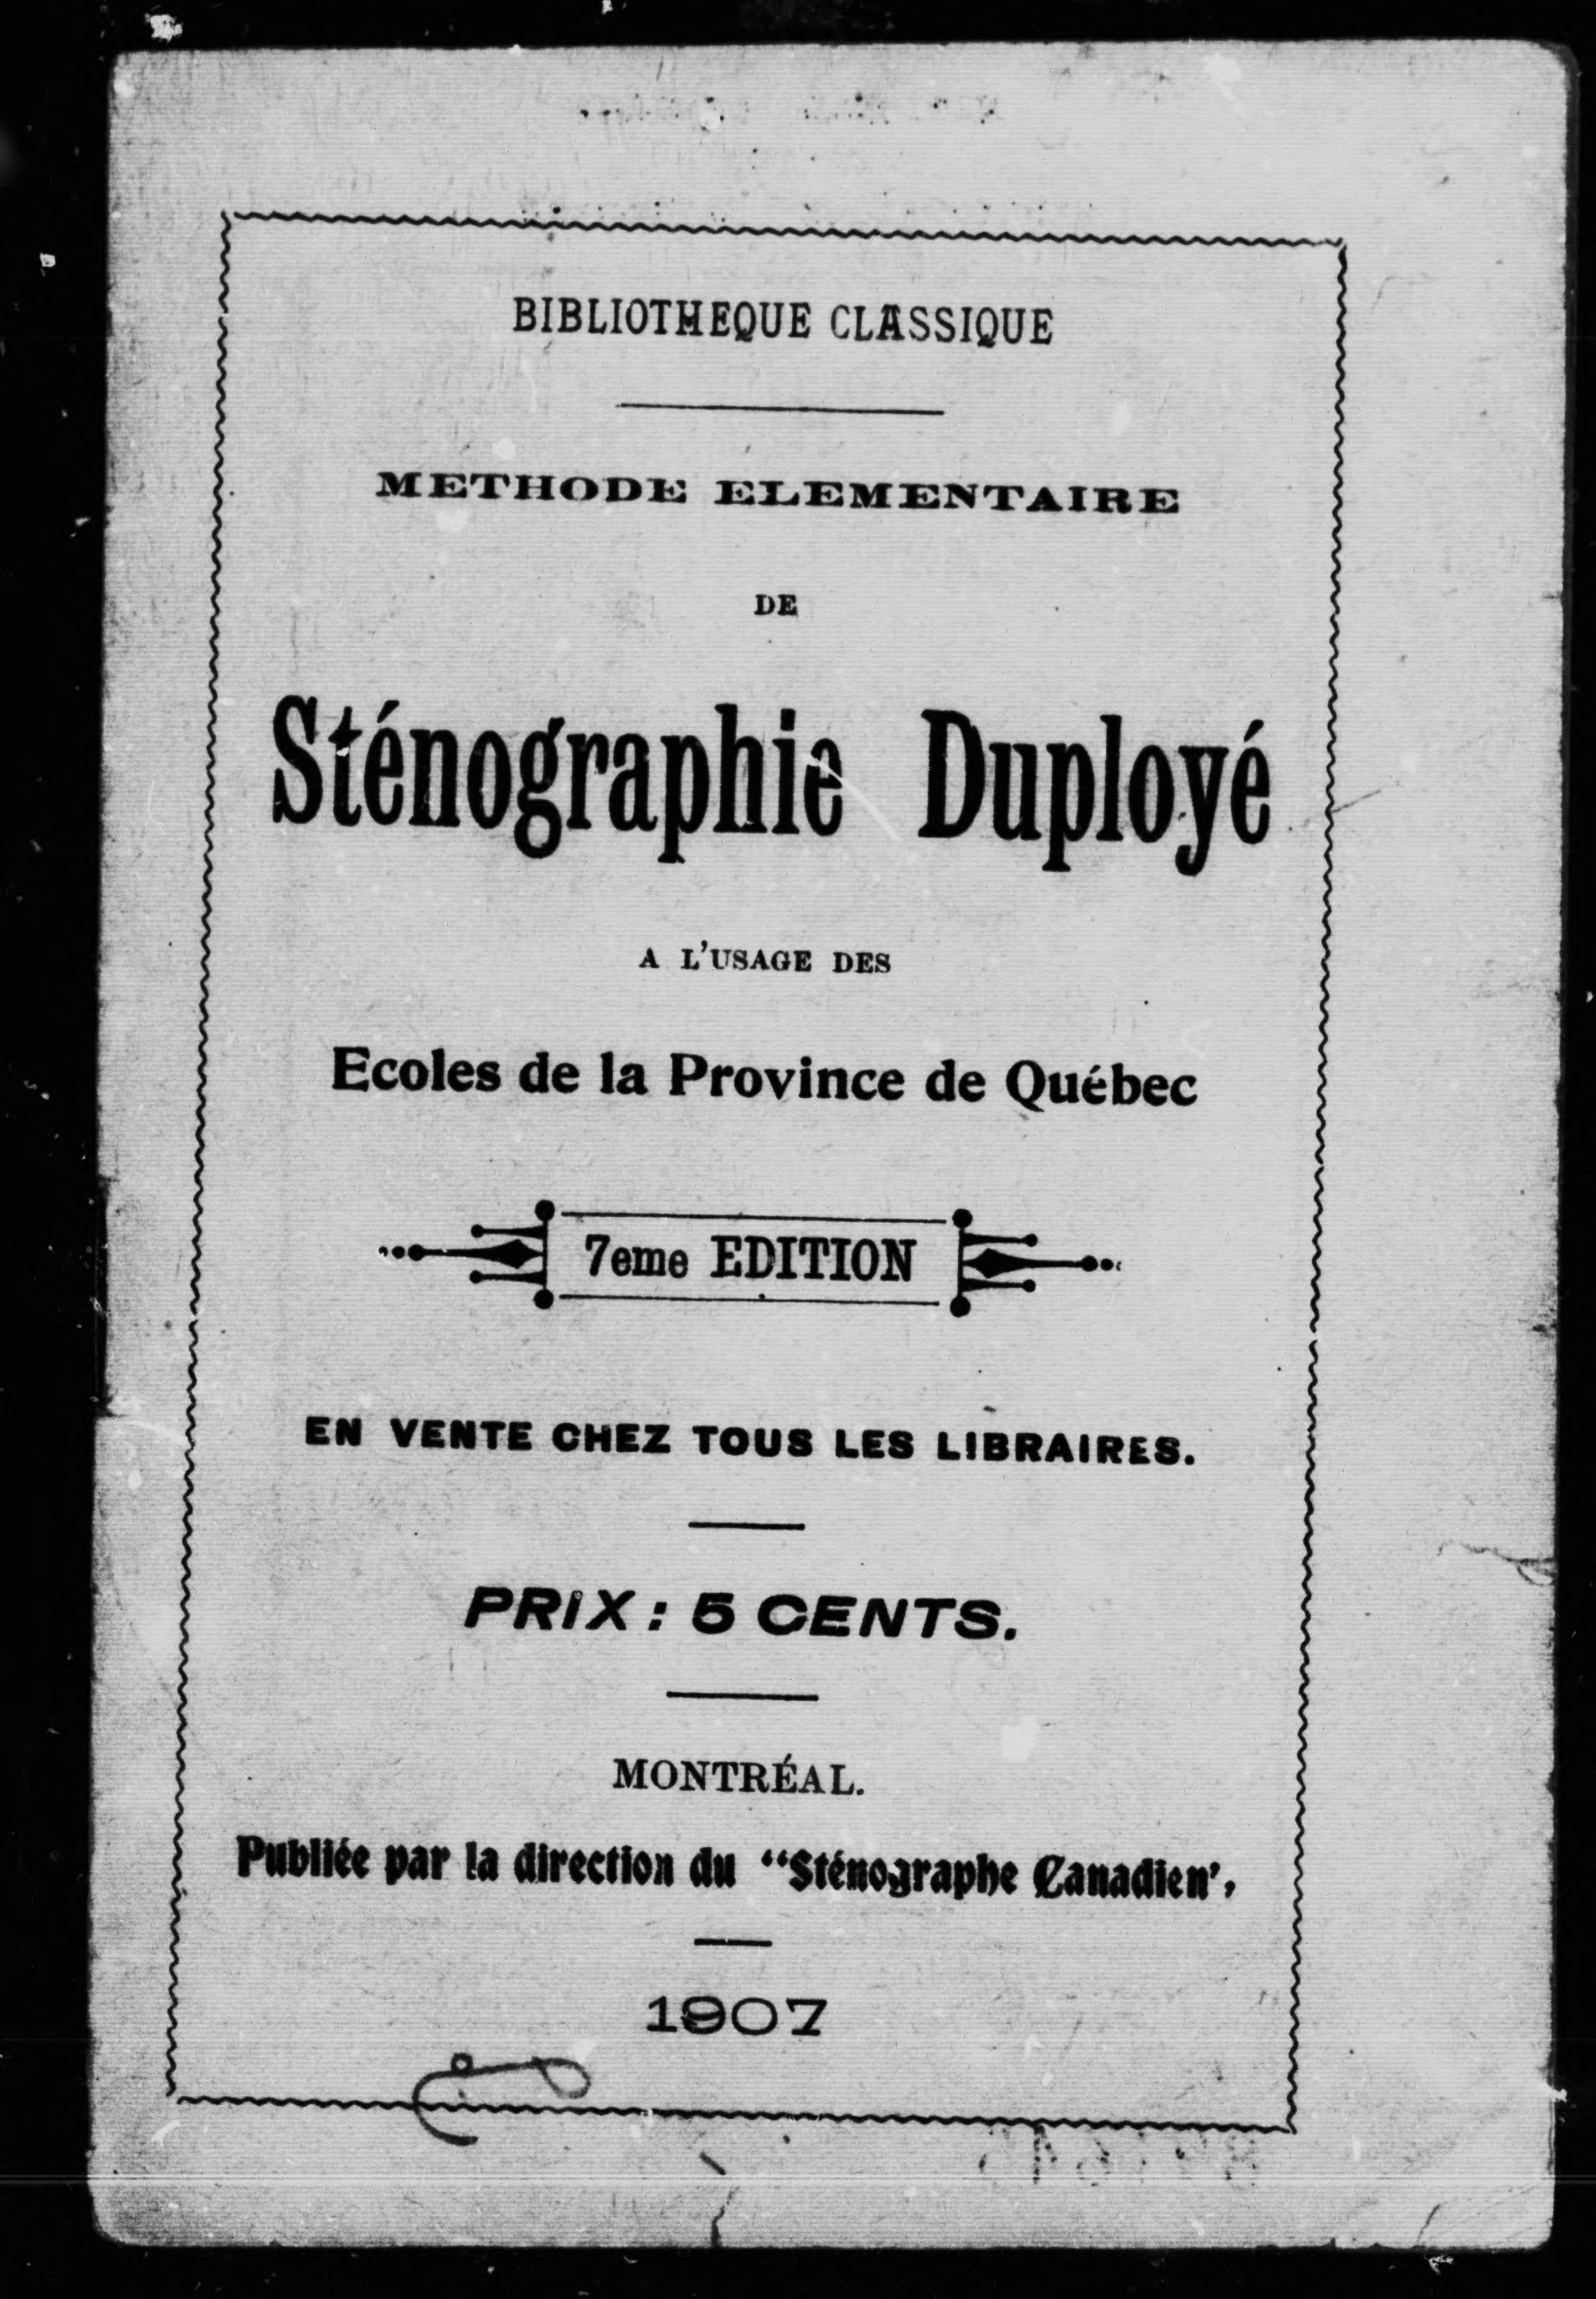 BIBLIOTHEQUE CLASSIQUE
METHODE ELEMENTAIRE
DE
Sténographie Duployé
A L'USAGE DES
Ecoles de la Province de Québec
7eme EDITION
EN VENTE CHEZ TOUS LES LIBRAIRES.
PRIX : 5 CENTS.
MONTRÉAL.
Publiée par la direction du "Sténographe Canadien',
1907